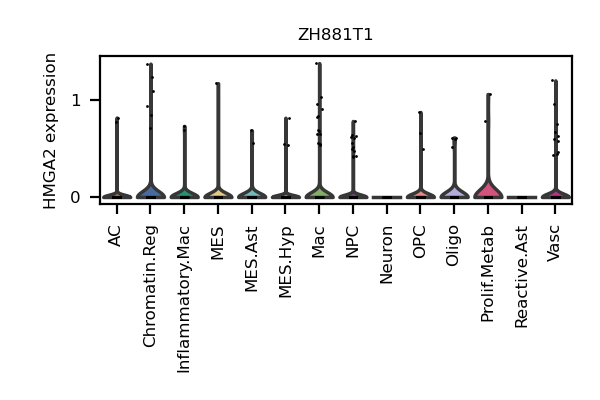 ZH881T1
HMGA2 expression
1
0
AC
Chromatin.Reg
Inflammatory.Mac
MES
MES.Ast
MES.Hyp
Mac
NPC
Neuron
OPC
Oligo
Prolif.Metab
Reactive.Ast
Vasc